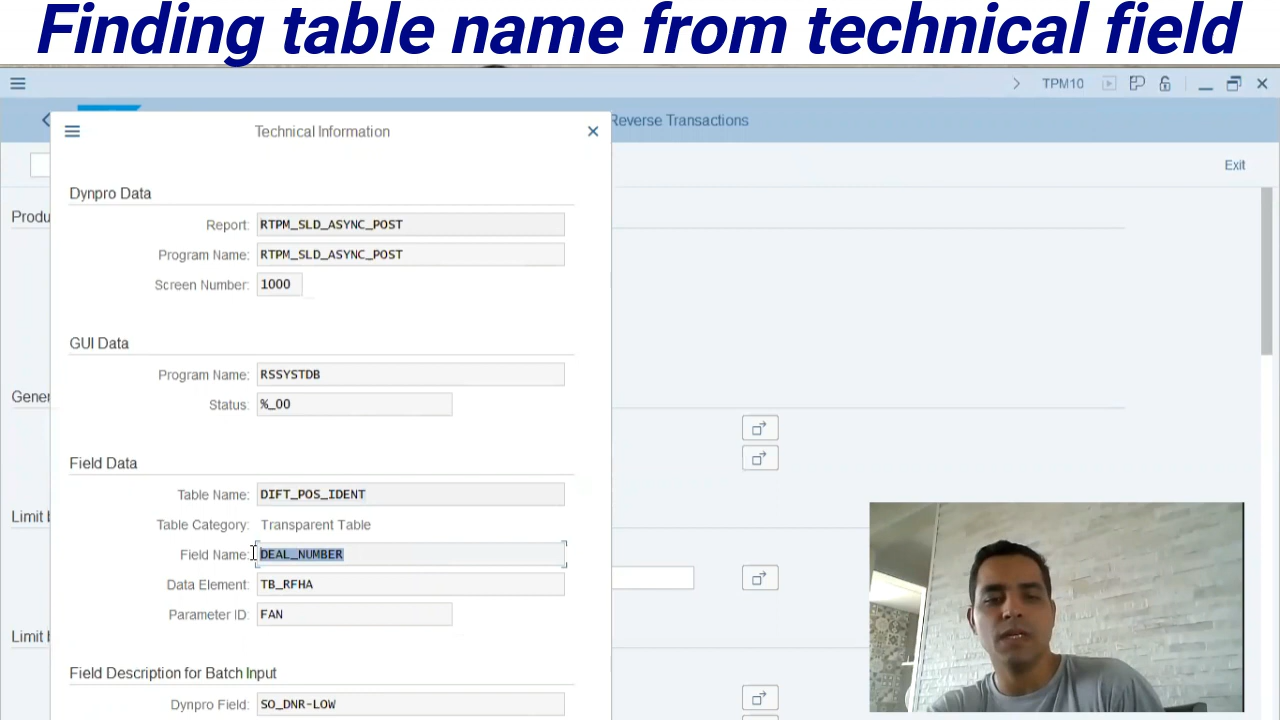 Finding table name from technical field
TPM10
Technical Information
Reverse Transactions
Exit
Dynpro Data
Produ
Report: RTPM_SLD_ASYNC_POST
Program Name: RTPM_SLD_ASYNC_POST
Screen Number: 1000
GUI Data
Program Name: RSSYSTDB
Gener
Status: %_00
Field Data
Table Name: DIFT_POS_IDENT
Limit
Table Category: Transparent Table
Field Name: DEAL_NUMBER
Data Element: TB_RFHA
Parameter ID: FAN
Limit
Field Description for Batch Input
Dynpro Field: SO_DNR-LOW